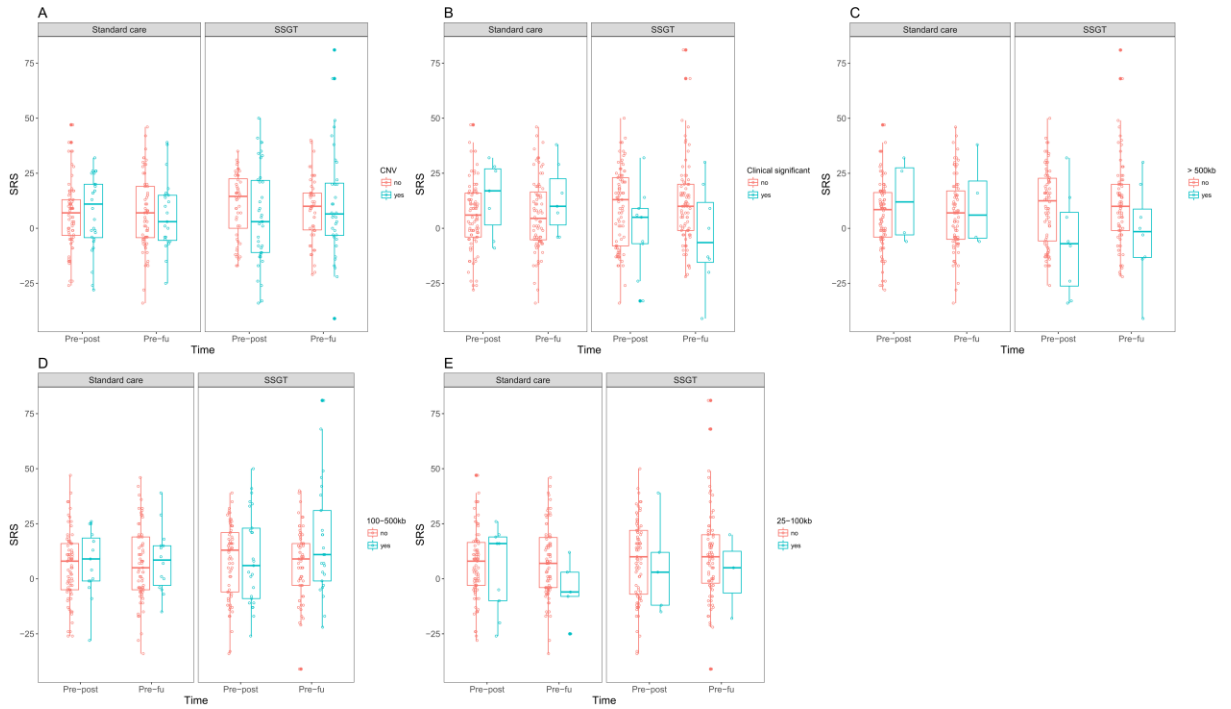 A
Standard care SSGT
75
50
25
0
−25
SRS
Pre−post Pre−fu Pre−post Pre−fu
Time
CNV
no
yes
B
Standard care SSGT
75
50
25
0
−25
SRS
Pre−post Pre−fu Pre−post Pre−fu
Time
Clinical significant
no
yes
C
Standard care SSGT
75
50
25
0
−25
SRS
Pre−post Pre−fu Pre−post Pre−fu
Time
> 500kb
no
yes
D
Standard care SSGT
75
50
25
0
−25
SRS
Pre−post Pre−fu Pre−post Pre−fu
Time
100−500kb
no
yes
E
Standard care SSGT
75
50
25
0
−25
SRS
Pre−post Pre−fu Pre−post Pre−fu
Time
25−100kb
no
yes